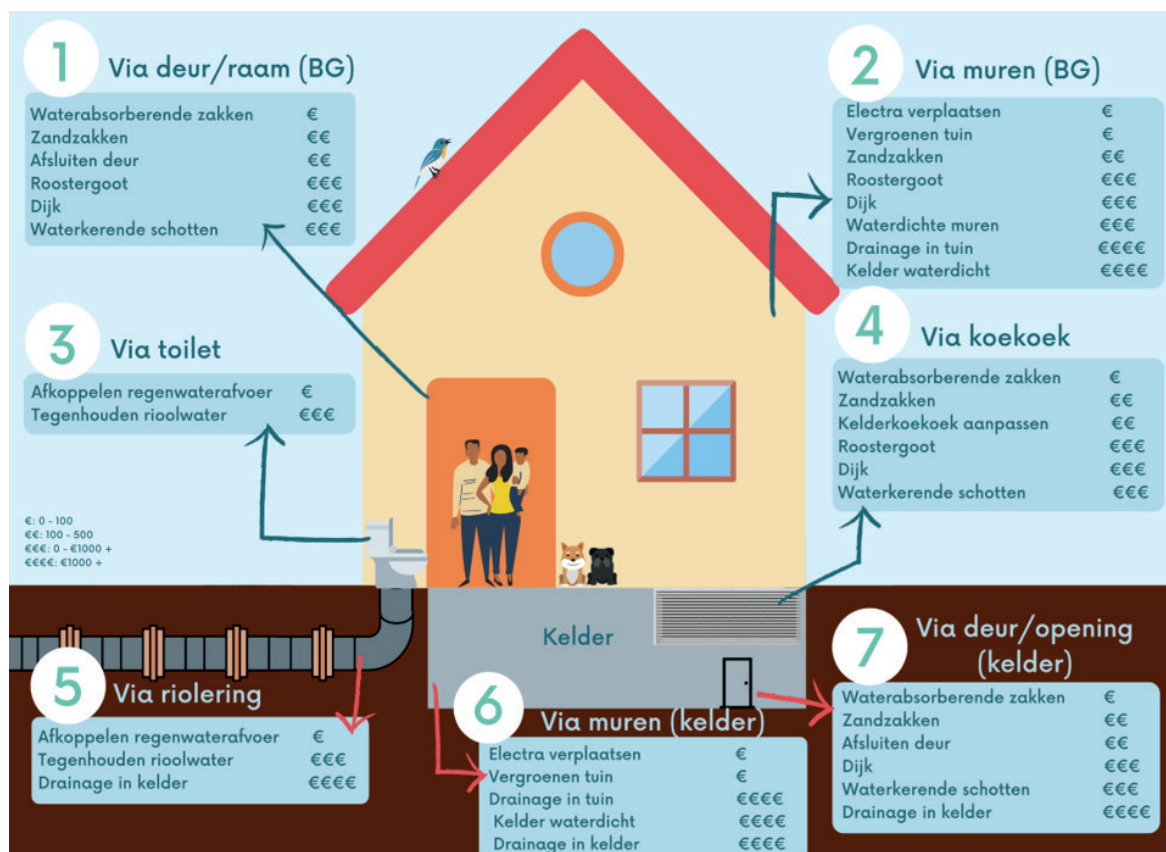 1
Via deur/raam (BG)
Waterabsorberende zakken €
Zandzakken €€
Afsluiten deur €€
Roostergoot €€€
Dijk €€€
Waterkerende schotten €€€
2
Via muren (BG)
Electra verplaatsen €
Vergroenen tuin €
Zandzakken €€
Roostergoot €€€
Dijk €€€
Waterdichte muren €€€
Drainage in tuin €€€€
Kelder waterdicht €€€€
3
Via toilet
Afkoppelen regenwaterafvoer €
Tegenhouden rioolwater €€€
4
Via koekoek
Waterabsorberende zakken €
Zandzakken €€
Kelderkoekoek aanpassen €€
Roostergoot €€€
Dijk €€€
Waterkerende schotten €€€
€: 0 - 100
€€: 100 - 500
€€€: 0 - €1000 +
€€€€: €1000 +
Kelder
5
Via riolering
Afkoppelen regenwaterafvoer €
Tegenhouden rioolwater €€€
Drainage in kelder €€€€
6
Via muren (kelder)
Electra verplaatsen €
Vergroenen tuin €
Drainage in tuin €€€€
Kelder waterdicht €€€€
Drainage in kelder €€€€
7
Via deur/opening
(kelder)
Waterabsorberende zakken €
Zandzakken €€
Afsluiten deur €€
Dijk €€€
Waterkerende schotten €€€
Drainage in kelder €€€€